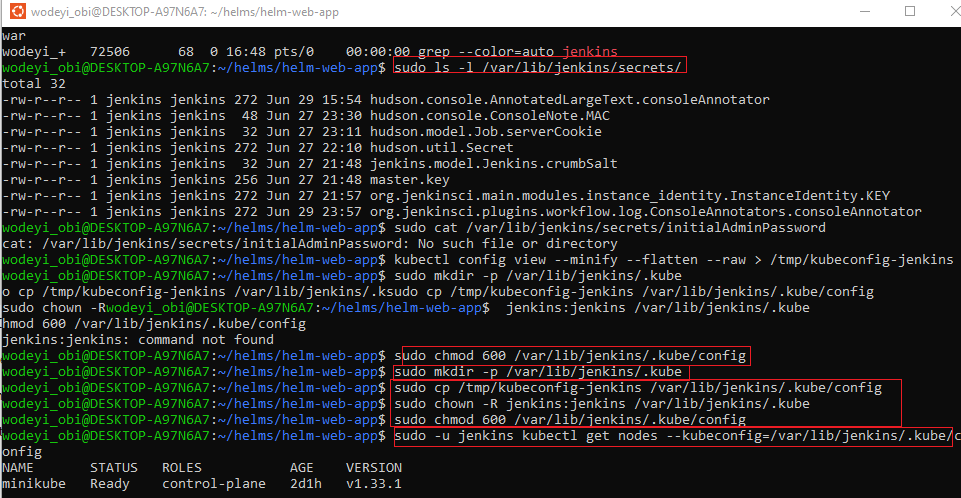 wodeyi_obi@DESKTOP-A97N6A7: ~/helms/helm-web-app
war
wodeyi_+   72506      68  0 16:48 pts/0    00:00:00 grep --color=auto jenkins
wodeyi_obi@DESKTOP-A97N6A7:~/helms/helm-web-app$ sudo ls -l /var/lib/jenkins/secrets/
total 32
-rw-r--r-- 1 jenkins jenkins 272 Jun 29 15:54 hudson.console.AnnotatedLargeText.consoleAnnotator
-rw-r--r-- 1 jenkins jenkins  48 Jun 27 23:30 hudson.console.ConsoleNote.MAC
-rw-r--r-- 1 jenkins jenkins  32 Jun 27 23:11 hudson.model.Job.serverCookie
-rw-r--r-- 1 jenkins jenkins 272 Jun 27 22:10 hudson.util.Secret
-rw-r--r-- 1 jenkins jenkins  32 Jun 27 21:48 jenkins.model.Jenkins.crumbSalt
-rw-r--r-- 1 jenkins jenkins 256 Jun 27 21:48 master.key
-rw-r--r-- 1 jenkins jenkins 272 Jun 27 21:57 org.jenkinsci.main.modules.instance_identity.InstanceIdentity.KEY
-rw-r--r-- 1 jenkins jenkins 272 Jun 29 23:57 org.jenkinsci.plugins.workflow.log.ConsoleAnnotators.consoleAnnotator
wodeyi_obi@DESKTOP-A97N6A7:~/helms/helm-web-app$ sudo cat /var/lib/jenkins/secrets/initialAdminPassword
cat: /var/lib/jenkins/secrets/initialAdminPassword: No such file or directory
wodeyi_obi@DESKTOP-A97N6A7:~/helms/helm-web-app$ kubectl config view --minify --flatten --raw > /tmp/kubeconfig-jenkins
wodeyi_obi@DESKTOP-A97N6A7:~/helms/helm-web-app$ sudo mkdir -p /var/lib/jenkins/.kube
o cp /tmp/kubeconfig-jenkins /var/lib/jenkins/.ksudo cp /tmp/kubeconfig-jenkins /var/lib/jenkins/.kube/config
sudo chown -Rwodeyi_obi@DESKTOP-A97N6A7:~/helms/helm-web-app$  jenkins:jenkins /var/lib/jenkins/.kube
hmod 600 /var/lib/jenkins/.kube/config
jenkins:jenkins: command not found
wodeyi_obi@DESKTOP-A97N6A7:~/helms/helm-web-app$ sudo chmod 600 /var/lib/jenkins/.kube/config
wodeyi_obi@DESKTOP-A97N6A7:~/helms/helm-web-app$ sudo mkdir -p /var/lib/jenkins/.kube
wodeyi_obi@DESKTOP-A97N6A7:~/helms/helm-web-app$ sudo cp /tmp/kubeconfig-jenkins /var/lib/jenkins/.kube/config
wodeyi_obi@DESKTOP-A97N6A7:~/helms/helm-web-app$ sudo chown -R jenkins:jenkins /var/lib/jenkins/.kube
wodeyi_obi@DESKTOP-A97N6A7:~/helms/helm-web-app$ sudo chmod 600 /var/lib/jenkins/.kube/config
wodeyi_obi@DESKTOP-A97N6A7:~/helms/helm-web-app$ sudo -u jenkins kubectl get nodes --kubeconfig=/var/lib/jenkins/.kube/c
onfig
NAME       STATUS   ROLES           AGE    VERSION
minikube   Ready    control-plane   2d1h   v1.33.1